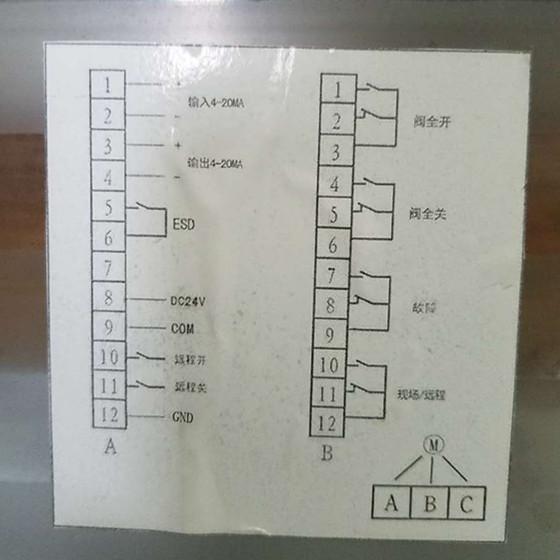 1 +
输入4-20MA
2 −
3 +
输出4-20MA
4 −
5
ESD
6
7
8 DC24V
9 COM
10 远程开
11 远程关
12 GND
A
1
2 阀全开
3
4
5 阀全关
6
7
8 故障
9
10
11 现场/远程
12
B
M
A B C